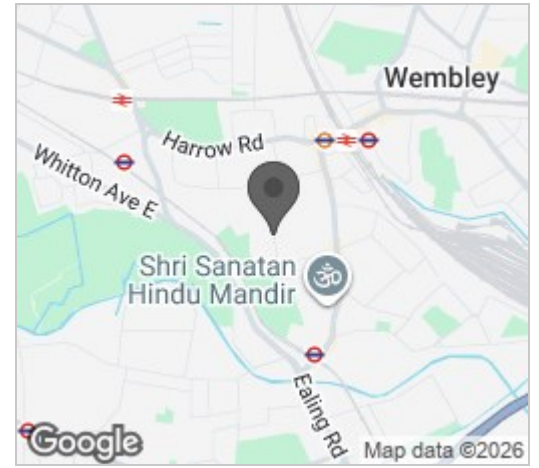 Wembley
Harrow Rd
Whitton Ave E
Shri Sanatan
Hindu Mandir
ॐ
Ealing Rd
Google
Map data ©2026